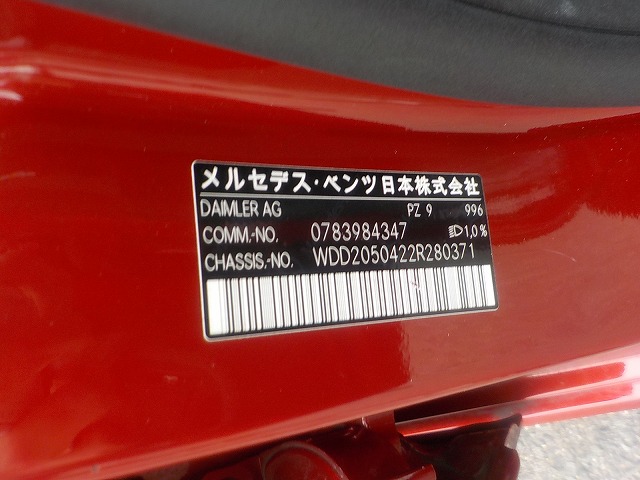 メルセデス・ベンツ日本株式会社
DAIMLER AG PZ 9 996
COMM.-NO. 0783984347 1,0%
CHASSIS.-NO. WDD2050422R280371